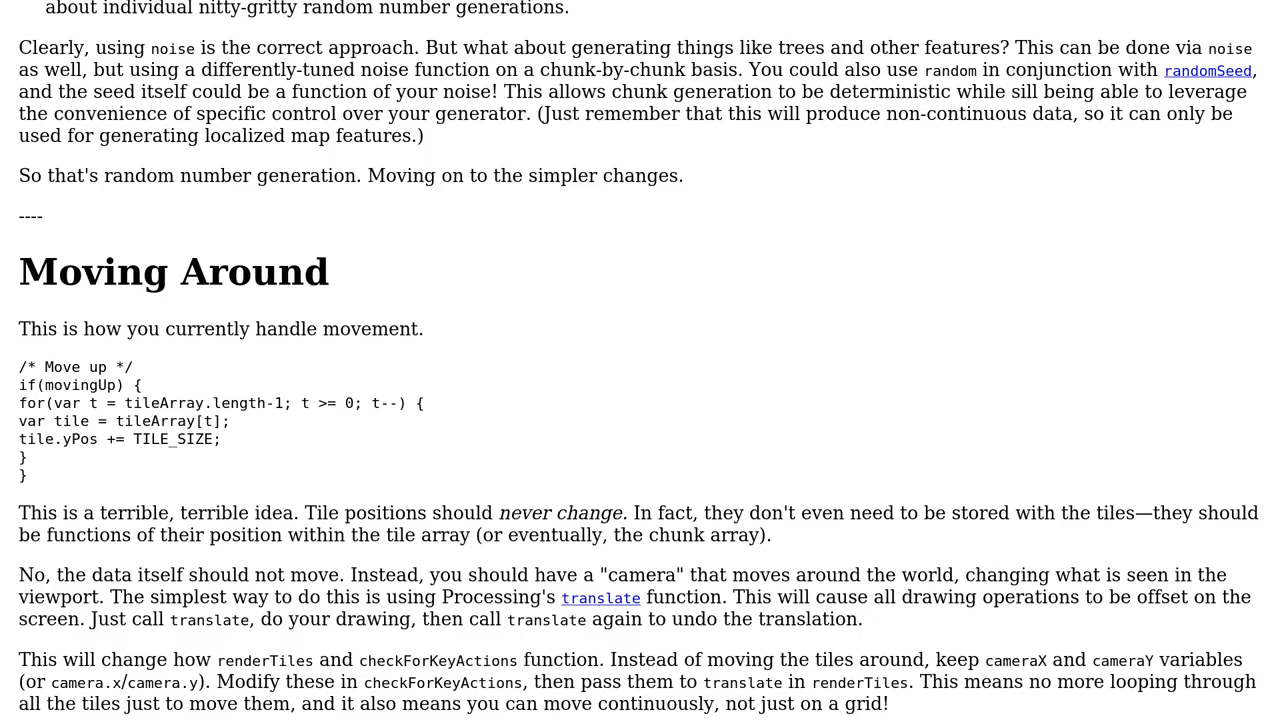 about individual nitty-gritty random number generations.
Clearly, using noise is the correct approach. But what about generating things like trees and other features? This can be done via noise
as well, but using a differently-tuned noise function on a chunk-by-chunk basis. You could also use random in conjunction with randomSeed,
and the seed itself could be a function of your noise! This allows chunk generation to be deterministic while sill being able to leverage
the convenience of specific control over your generator. (Just remember that this will produce non-continuous data, so it can only be
used for generating localized map features.)
So that's random number generation. Moving on to the simpler changes.
----
Moving Around
This is how you currently handle movement.
/* Move up */
if(movingUp) {
for(var t = tileArray.length-1; t >= 0; t--) {
var tile = tileArray[t];
tile.yPos += TILE_SIZE;
}
}
This is a terrible, terrible idea. Tile positions should never change. In fact, they don't even need to be stored with the tiles—they should
be functions of their position within the tile array (or eventually, the chunk array).
No, the data itself should not move. Instead, you should have a "camera" that moves around the world, changing what is seen in the
viewport. The simplest way to do this is using Processing's translate function. This will cause all drawing operations to be offset on the
screen. Just call translate, do your drawing, then call translate again to undo the translation.
This will change how renderTiles and checkForKeyActions function. Instead of moving the tiles around, keep cameraX and cameraY variables
(or camera.x/camera.y). Modify these in checkForKeyActions, then pass them to translate in renderTiles. This means no more looping through
all the tiles just to move them, and it also means you can move continuously, not just on a grid!